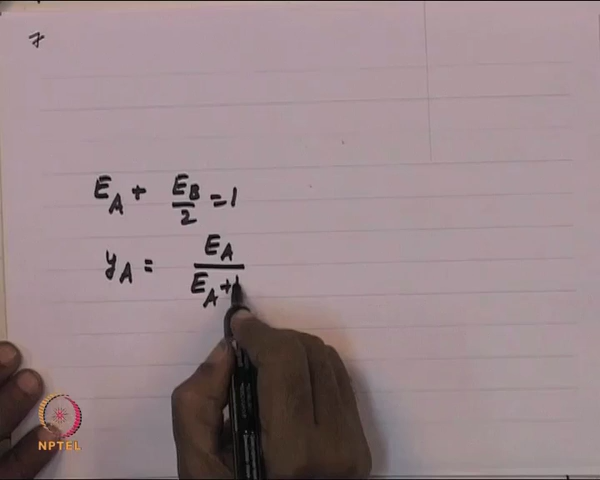 7
E_A + E_B/2 = 1
y_A = E_A/(E_A +
NPTEL